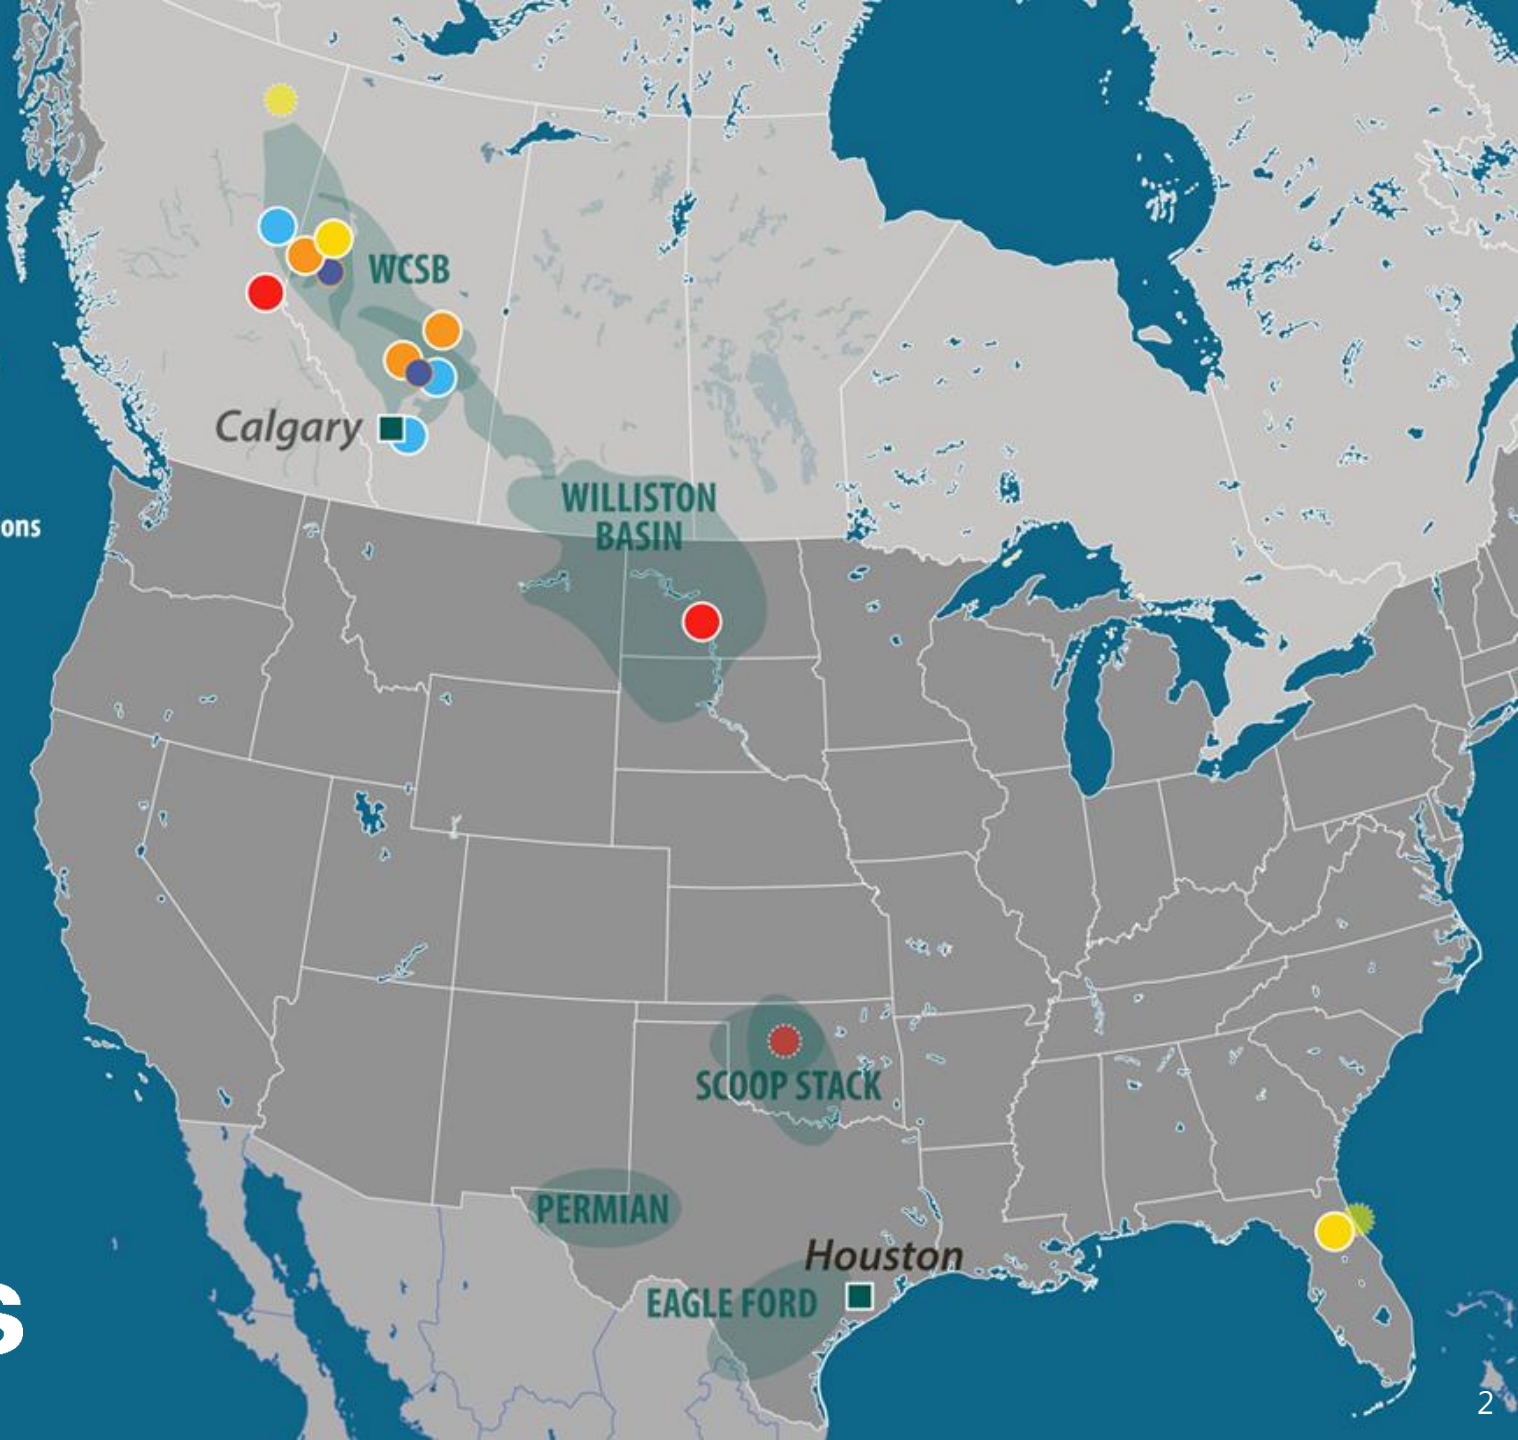 WCSB
Calgary
WILLISTON
BASIN
ons
SCOOP STACK
PERMIAN
Houston
EAGLE FORD
s
2